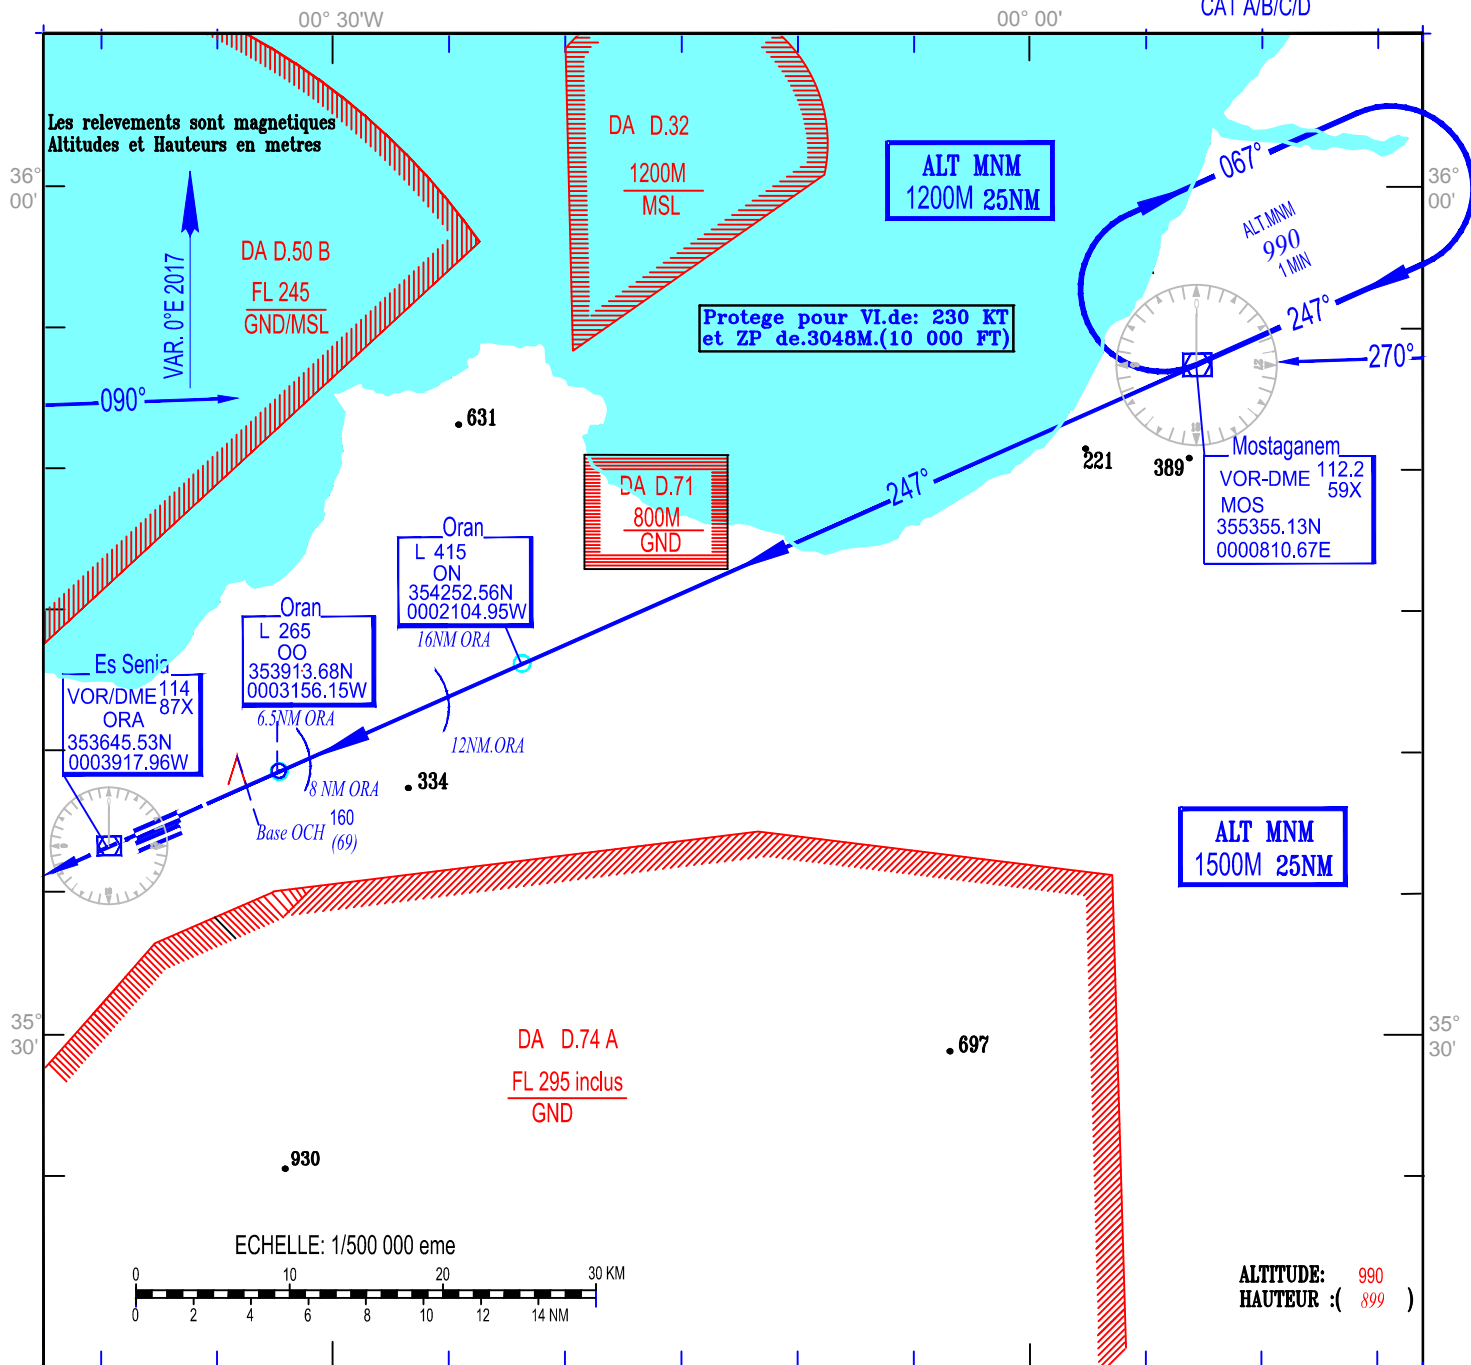 CAT A/B/C/D
00° 30'W
00° 00'
Les relevements sont magnetiques
Altitudes et Hauteurs en metres
36°
00'
36°
00'
VAR. 0°E 2017
DA D.50 B
FL 245
GND/MSL
DA D.32
1200M
MSL
ALT MNM
1200M 25NM
067°
ALT.MNM
990
1 MIN
247°
270°
Protege pour VI.de: 230 KT
et ZP de.3048M.(10 000 FT)
090°
631
221
389
Mostaganem
VOR-DME 112.2
59X
MOS
355355.13N
0000810.67E
247°
DA D.71
800M
GND
Oran
L 415
ON
354252.56N
0002104.95W
16NM ORA
Oran
L 265
OO
353913.68N
0003156.15W
6.5NM ORA
Es Senia
VOR/DME 114
87X
ORA
353645.53N
0003917.96W
12NM.ORA
8 NM ORA
334
Base OCH 160
(69)
ALT MNM
1500M 25NM
35°
30'
35°
30'
DA D.74 A
FL 295 inclus
GND
697
930
ECHELLE: 1/500 000 eme
0 10 20 30 KM
0 2 4 6 8 10 12 14 NM
ALTITUDE: 990
HAUTEUR :( 899 )